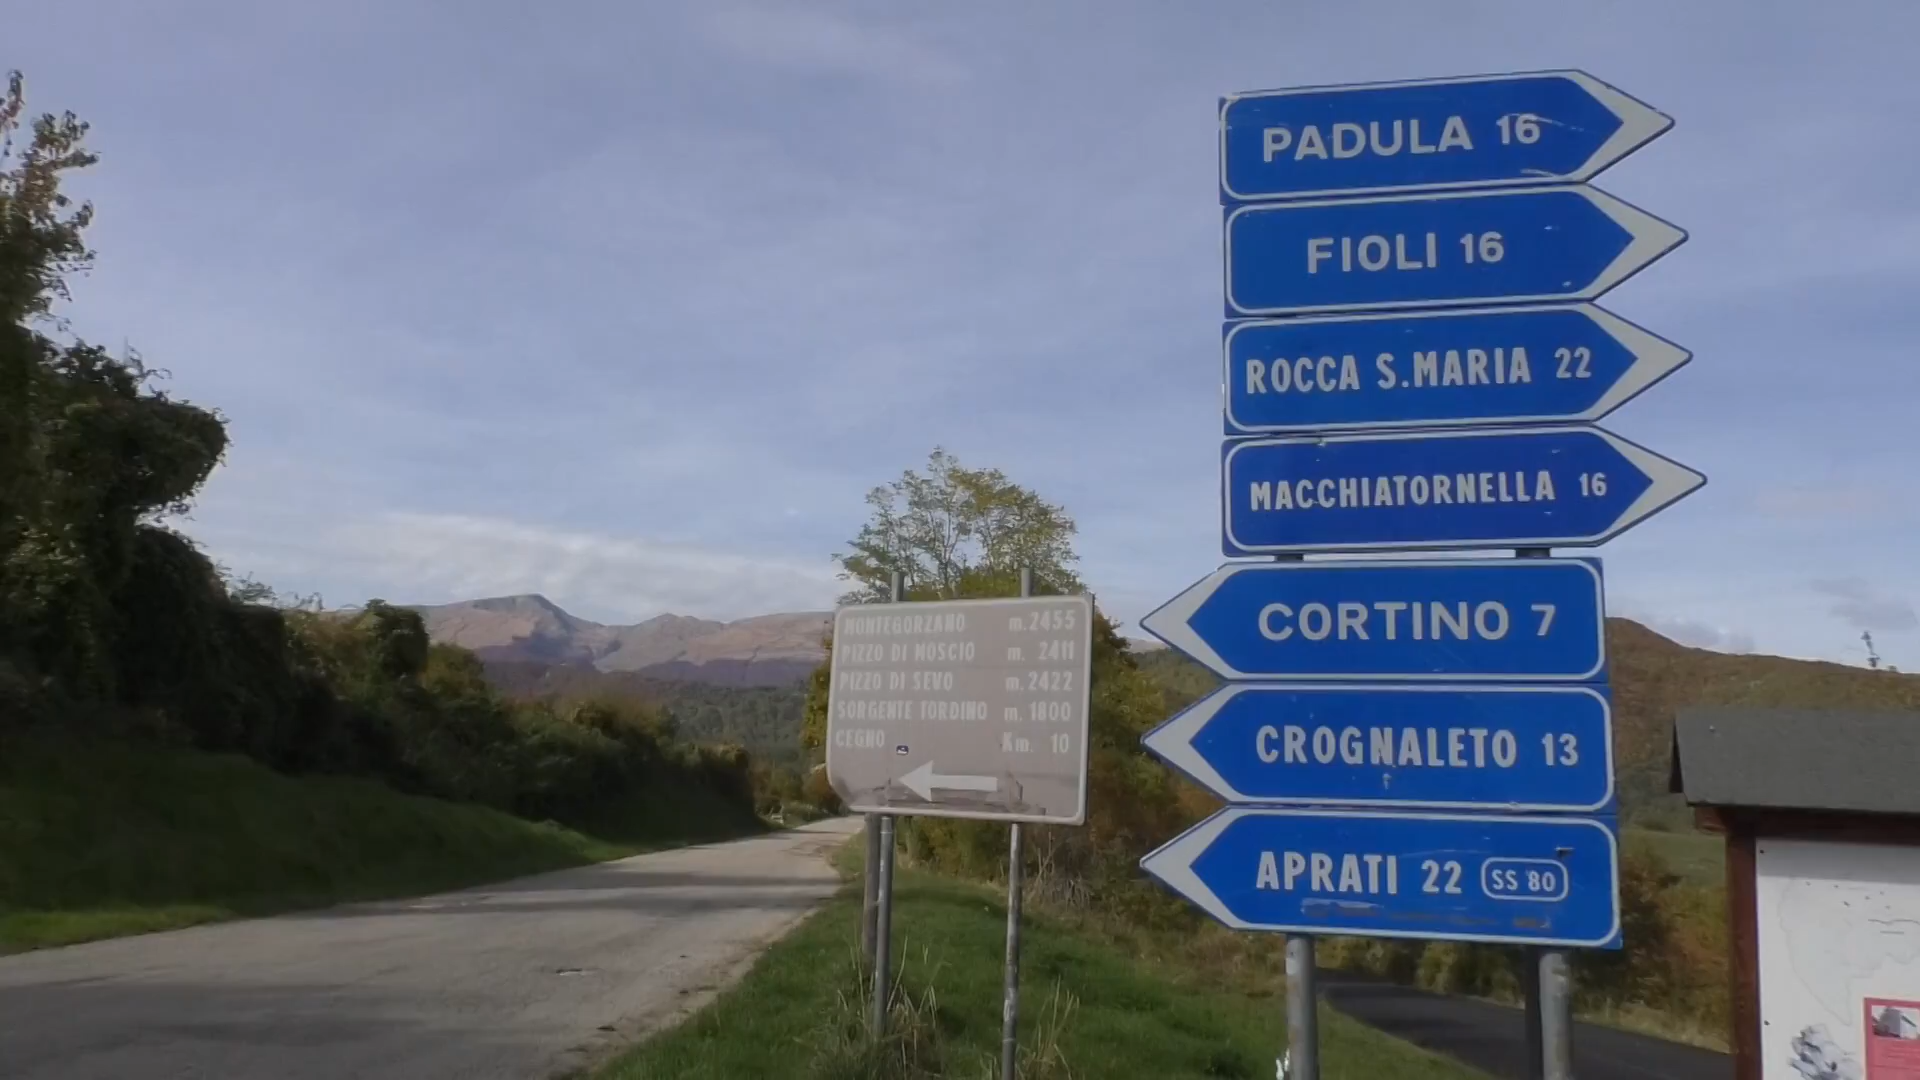 PADULA 16
FIOLI 16
ROCCA S.MARIA 22
MACCHIATORNELLA 16
CORTINO 7
CROGNALETO 13
APRATI 22 SS 80
MONTEGORZANO m.2455
PIZZO DI MOSCIO m. 2411
PIZZO DI SEVO m.2422
SORGENTE TORDINO m. 1800
CEGNO Km. 10